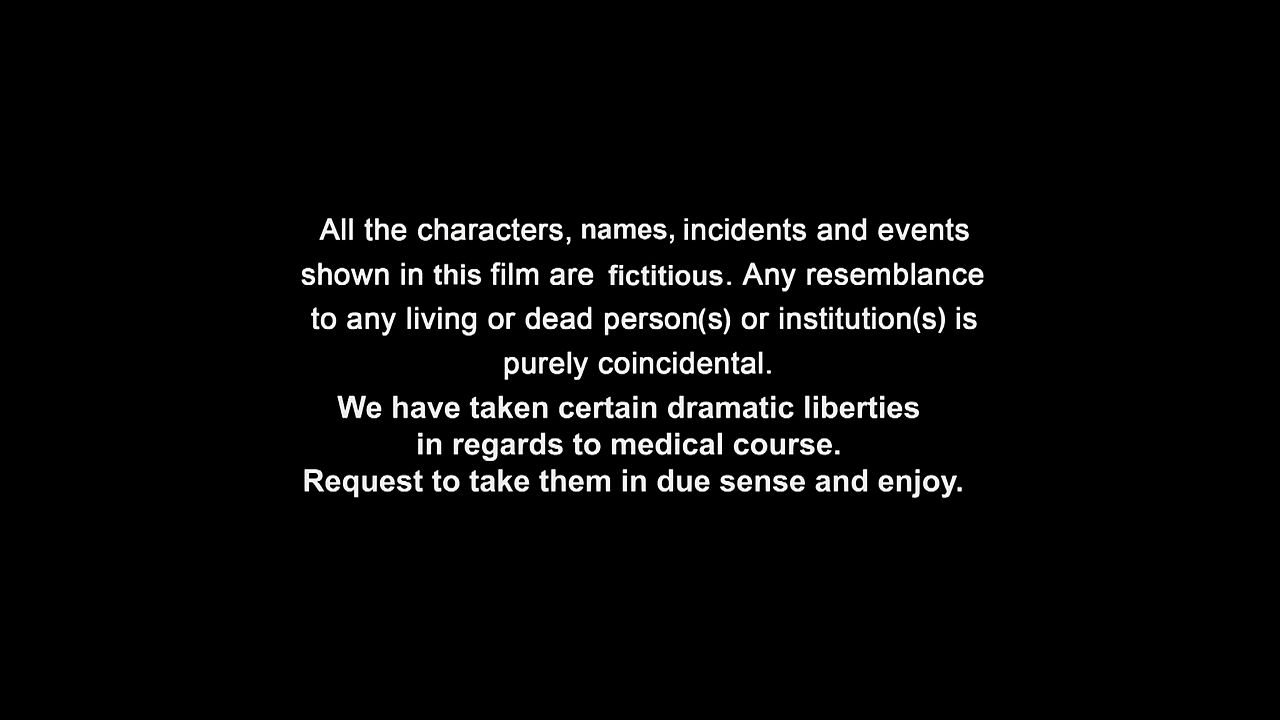 All the characters, names, incidents and events
shown in this film are fictitious. Any resemblance
to any living or dead person(s) or institution(s) is
purely coincidental.
We have taken certain dramatic liberties
in regards to medical course.
Request to take them in due sense and enjoy.